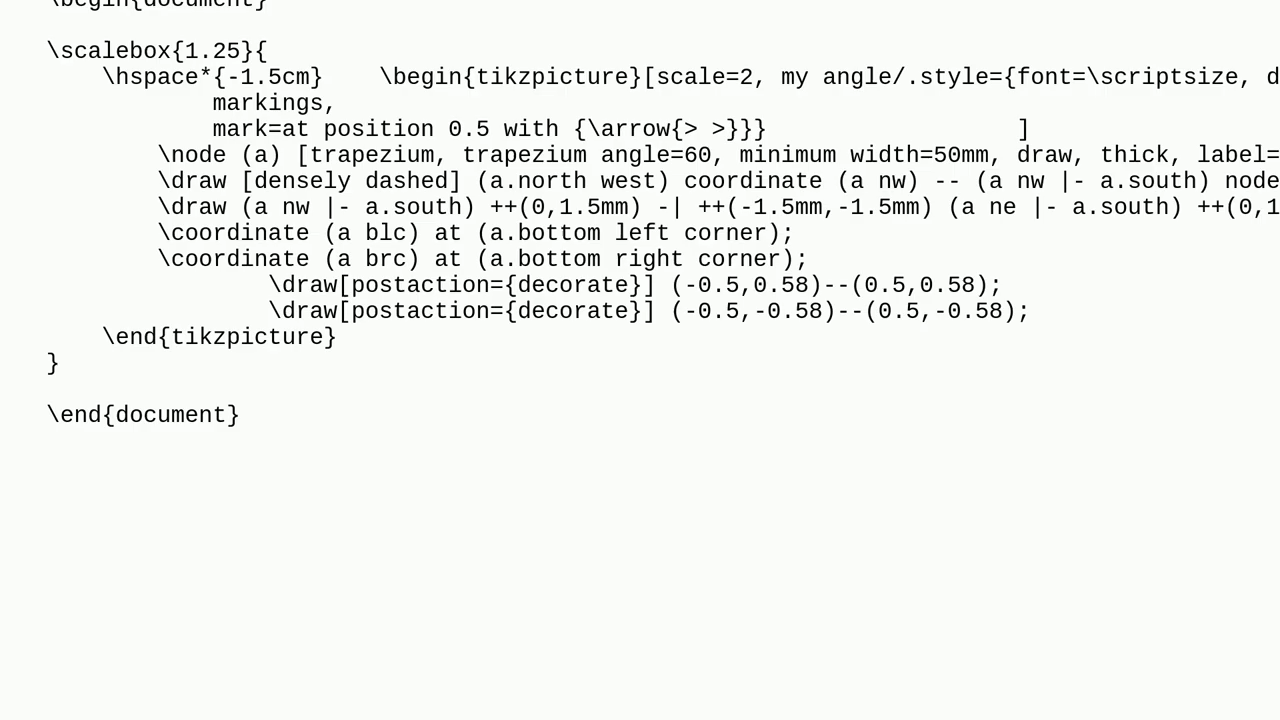 \begin{document}

\scalebox{1.25}{
    \hspace*{-1.5cm}    \begin{tikzpicture}[scale=2, my angle/.style={font=\scriptsize, d
            markings,
            mark=at position 0.5 with {\arrow{> >}}}                  ]
        \node (a) [trapezium, trapezium angle=60, minimum width=50mm, draw, thick, label=
        \draw [densely dashed] (a.north west) coordinate (a nw) -- (a nw |- a.south) node
        \draw (a nw |- a.south) ++(0,1.5mm) -| ++(-1.5mm,-1.5mm) (a ne |- a.south) ++(0,1
        \coordinate (a blc) at (a.bottom left corner);
        \coordinate (a brc) at (a.bottom right corner);
                \draw[postaction={decorate}] (-0.5,0.58)--(0.5,0.58);
                \draw[postaction={decorate}] (-0.5,-0.58)--(0.5,-0.58);
    \end{tikzpicture}
}

\end{document}